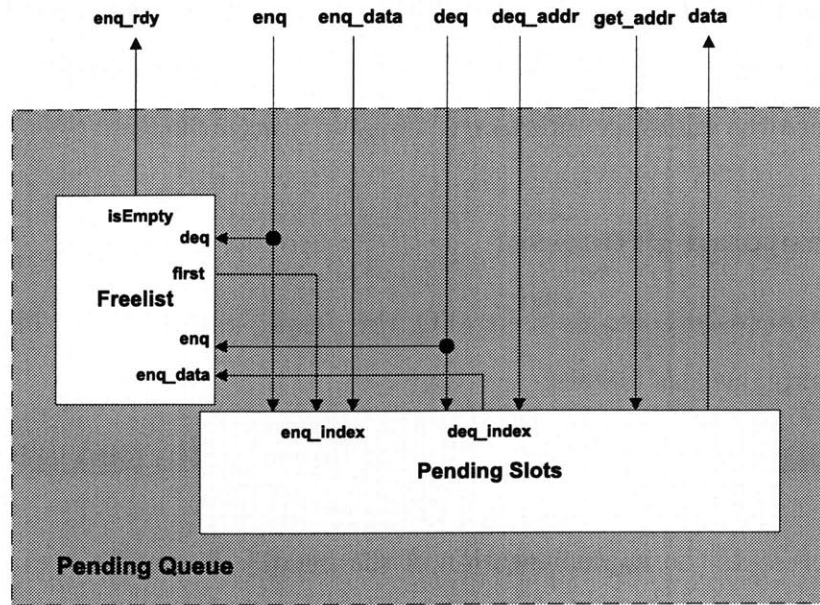 enq_rdy enq enq_data deq deq_addr get_addr data
isEmpty
deq
first
Freelist
enq
enq_data
enq_index deq_index
Pending Slots
Pending Queue